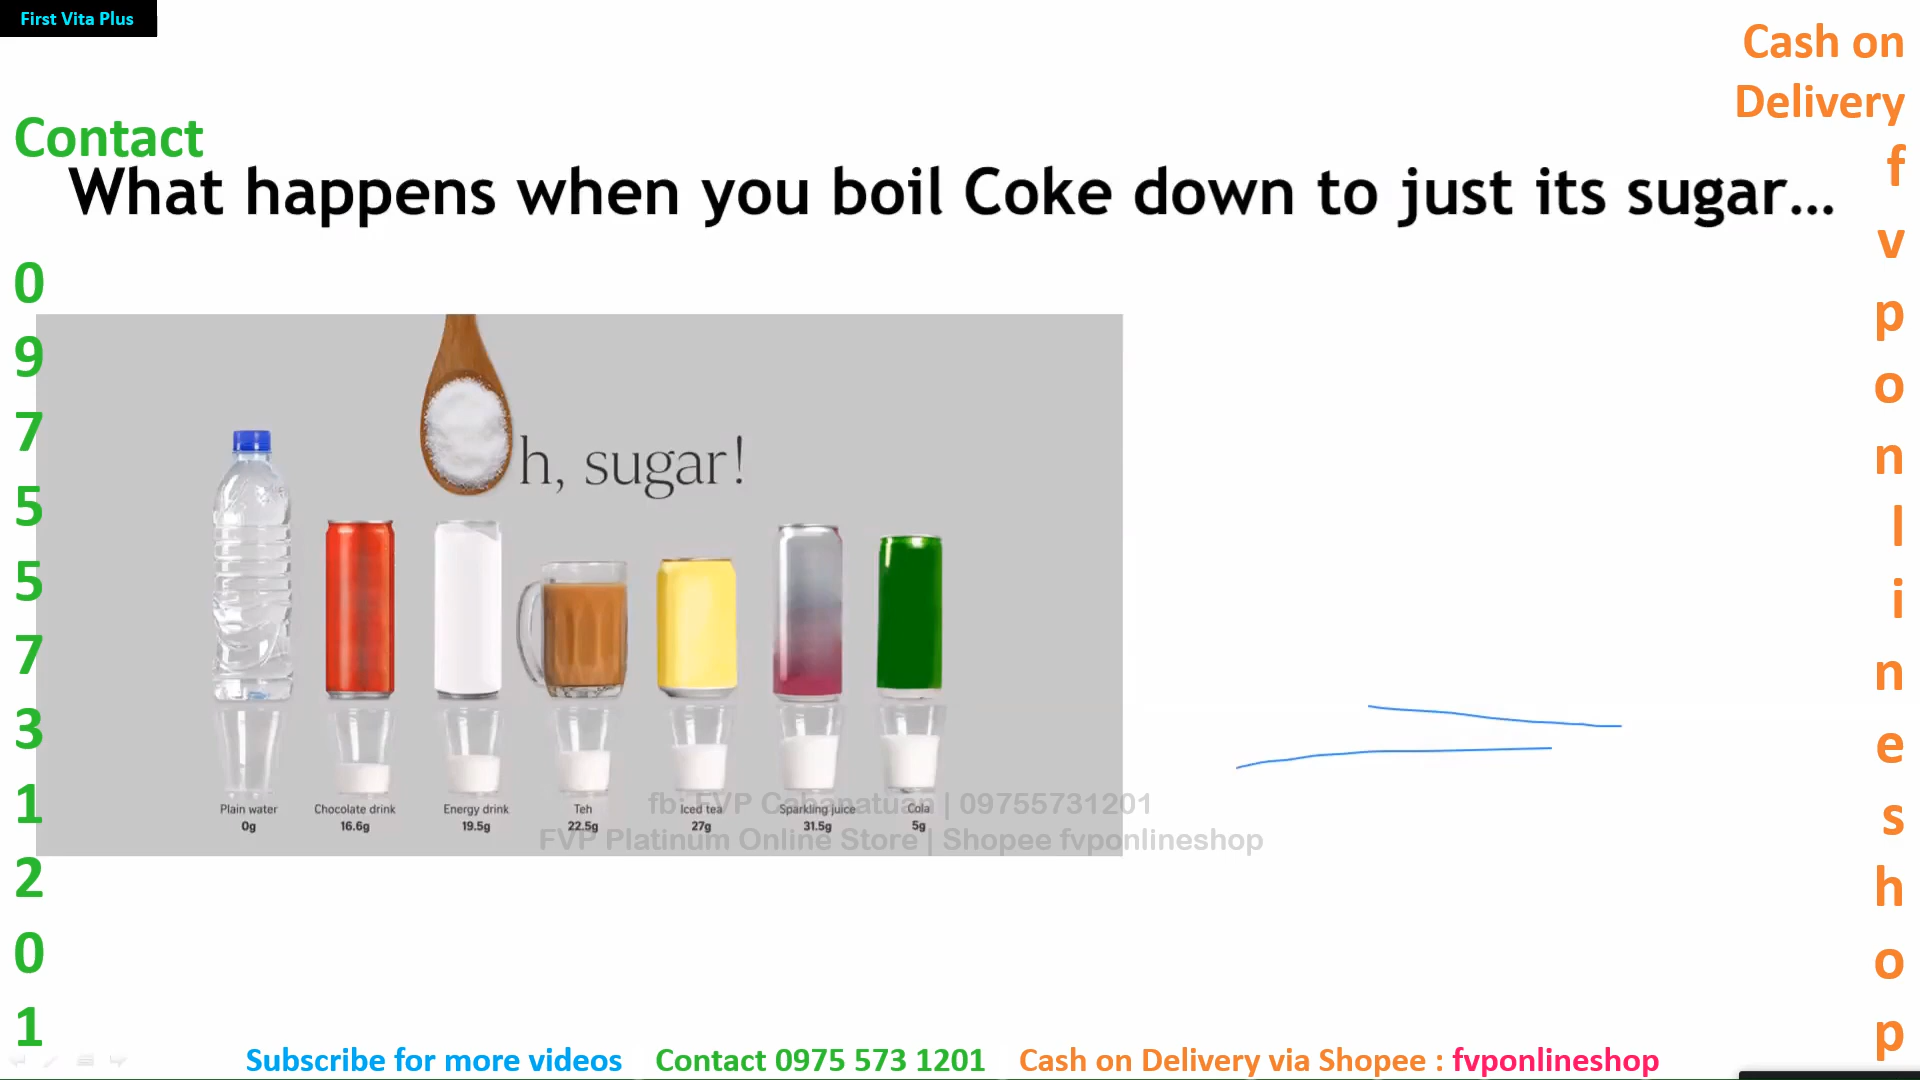 First Vita Plus
Cash on
Delivery
f
v
p
o
n
l
i
n
e
s
h
o
p
Contact
0
9
7
5
5
7
3
1
2
0
1
What happens when you boil Coke down to just its sugar...
h, sugar!
Plain water
0g
Chocolate drink
16.6g
Energy drink
19.5g
Teh
22.5g
Iced tea
27g
Sparkling juice
31.5g
Cola
5g
fb: FVP Cabanatuan | 09755731201
FVP Platinum Online Store | Shopee fvponlineshop
Subscribe for more videos Contact 0975 573 1201 Cash on Delivery via Shopee : fvponlineshop